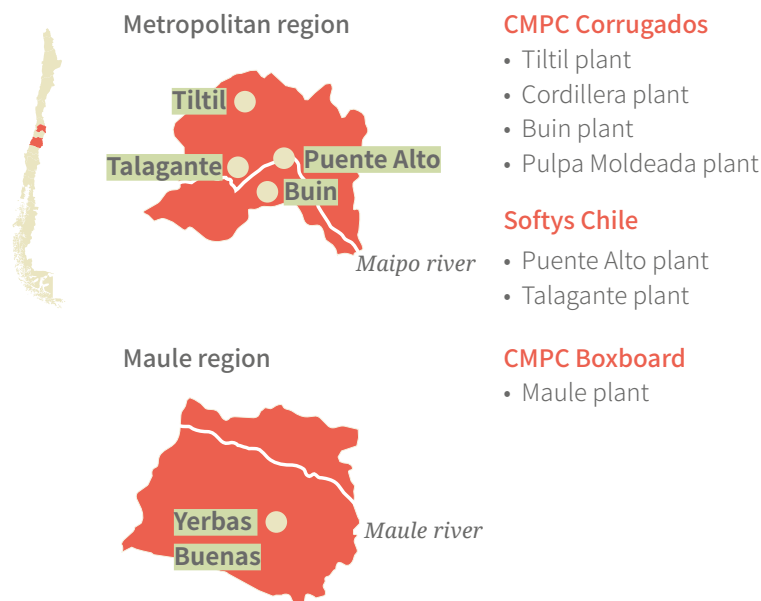 Metropolitan region
Tiltil
Talagante
Puente Alto
Buin
Maipo river
CMPC Corrugados
• Tiltil plant
• Cordillera plant
• Buin plant
• Pulpa Moldeada plant
Softys Chile
• Puente Alto plant
• Talagante plant
Maule region
Yerbas
Buenas
Maule river
CMPC Boxboard
• Maule plant